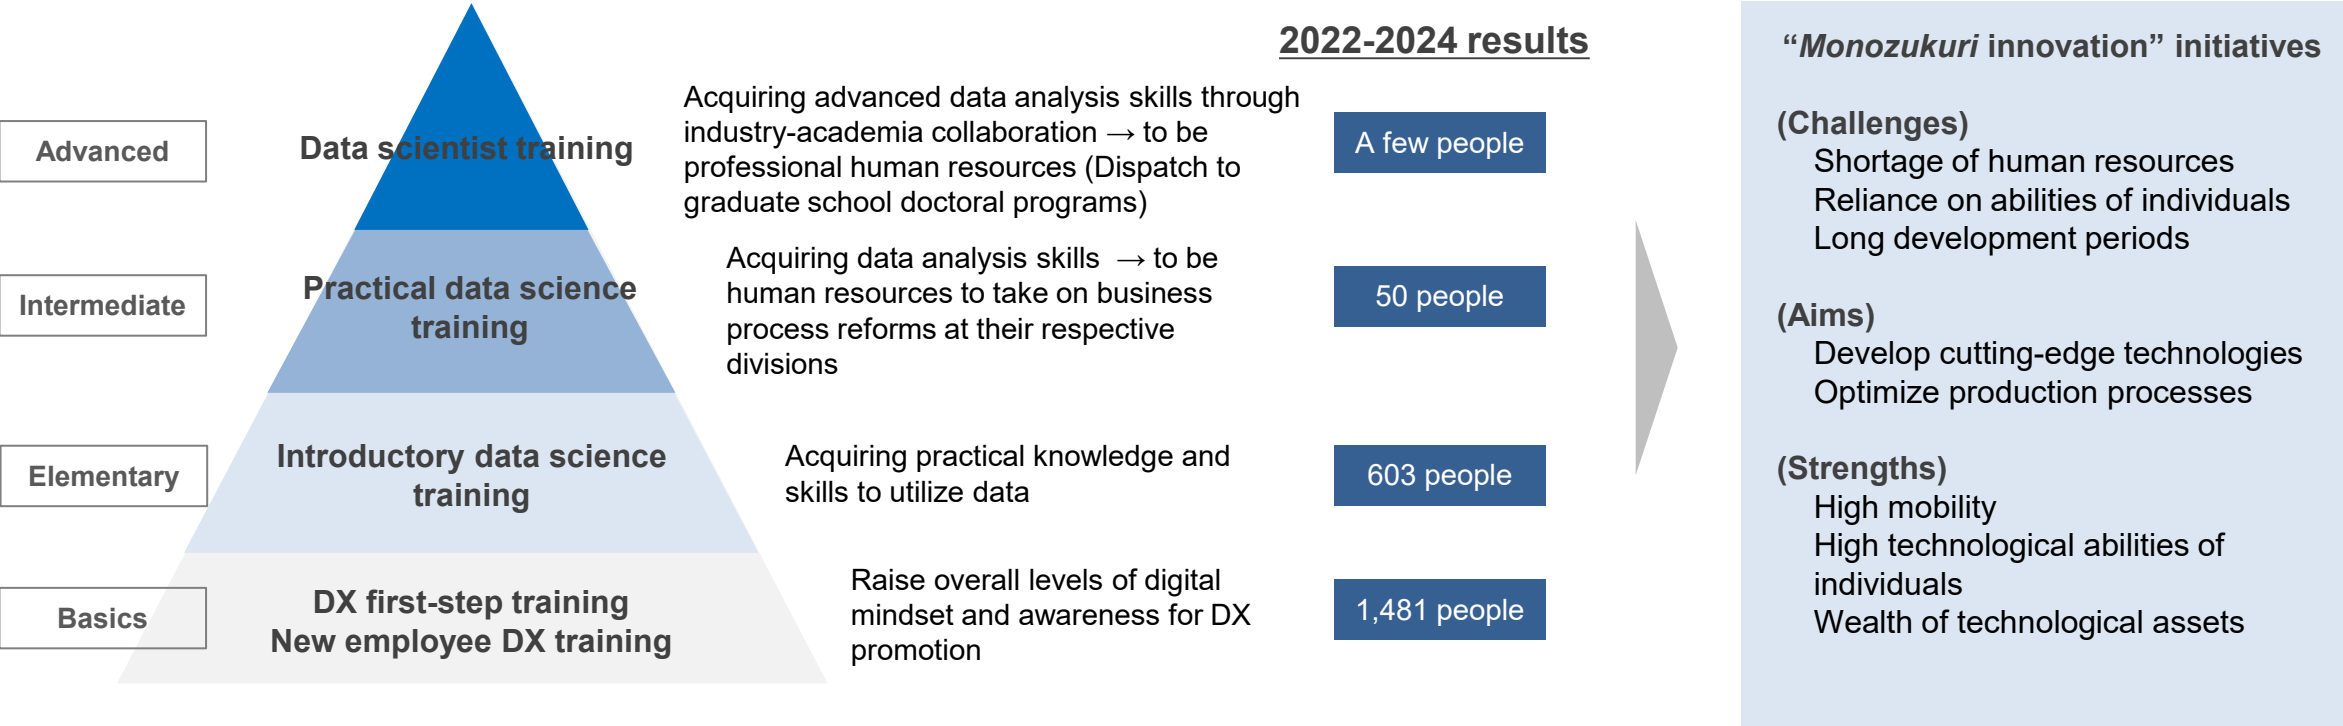 2022-2024 results
Advanced
Data scientist training
Acquiring advanced data analysis skills through
industry-academia collaboration → to be
professional human resources (Dispatch to
graduate school doctoral programs)
A few people
Intermediate
Practical data science
training
Acquiring data analysis skills → to be
human resources to take on business
process reforms at their respective
divisions
50 people
Elementary
Introductory data science
training
Acquiring practical knowledge and
skills to utilize data
603 people
Basics
DX first-step training
New employee DX training
Raise overall levels of digital
mindset and awareness for DX
promotion
1,481 people
“Monozukuri innovation” initiatives
(Challenges)
Shortage of human resources
Reliance on abilities of individuals
Long development periods
(Aims)
Develop cutting-edge technologies
Optimize production processes
(Strengths)
High mobility
High technological abilities of
individuals
Wealth of technological assets